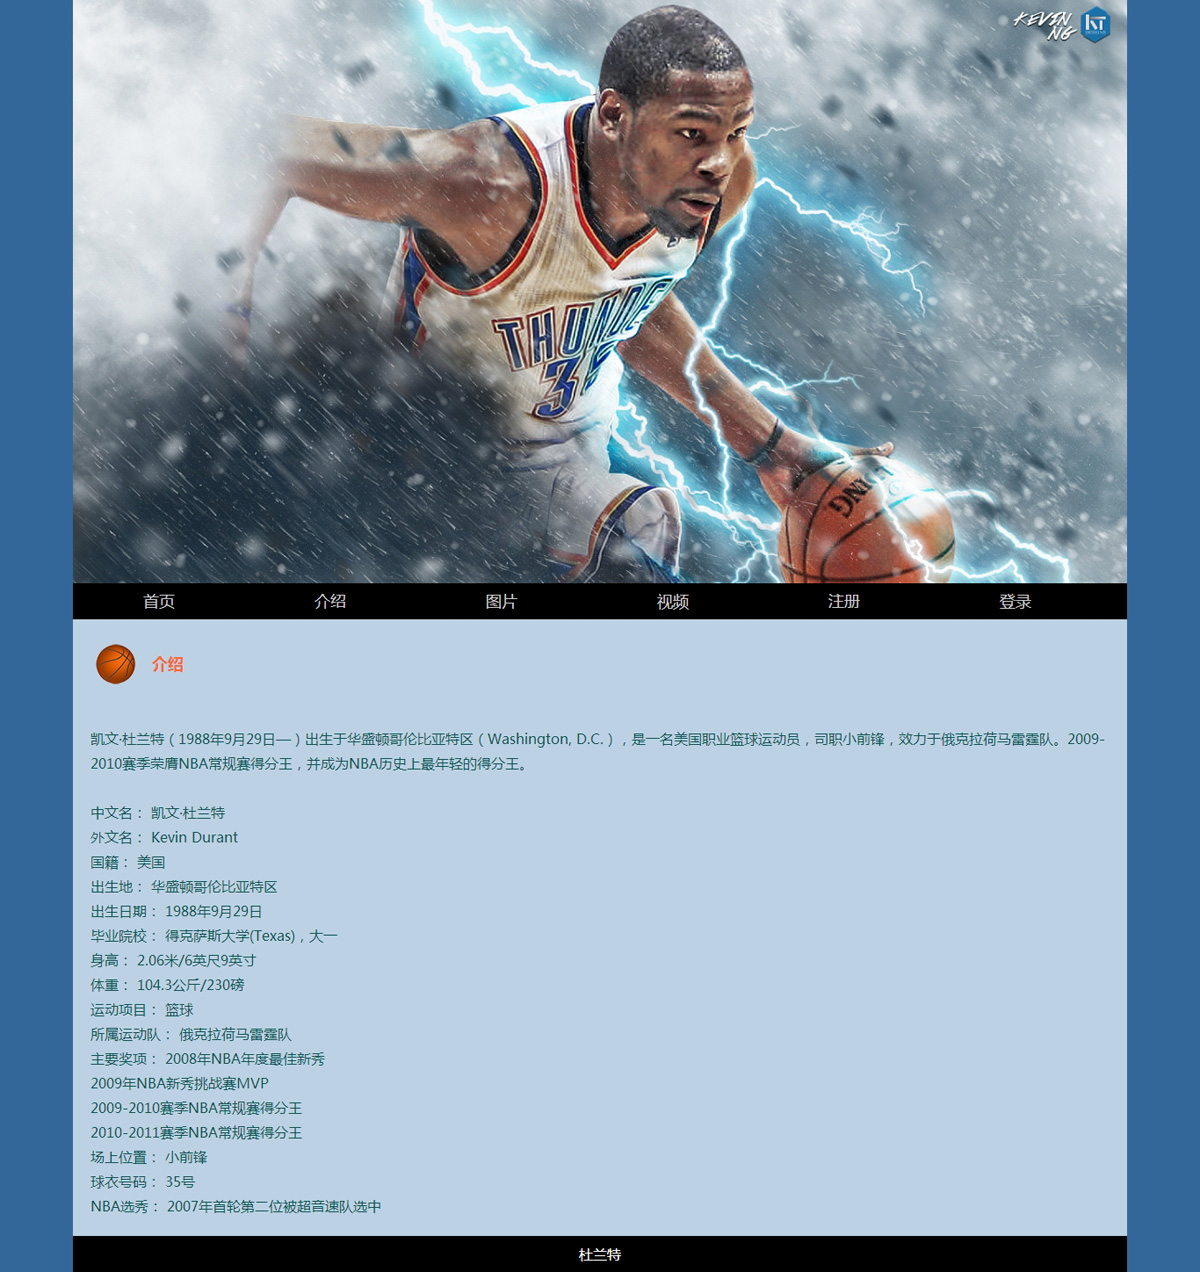 KEVIN
NG
KT
THUNDE
35
首页 介绍 图片 视频 注册 登录
介绍
凯文·杜兰特（1988年9月29日—）出生于华盛顿哥伦比亚特区（Washington, D.C.），是一名美国职业篮球运动员，司职小前锋，效力于俄克拉荷马雷霆队。2009-
2010赛季荣膺NBA常规赛得分王，并成为NBA历史上最年轻的得分王。
中文名： 凯文·杜兰特
外文名： Kevin Durant
国籍： 美国
出生地： 华盛顿哥伦比亚特区
出生日期： 1988年9月29日
毕业院校： 得克萨斯大学(Texas)，大一
身高： 2.06米/6英尺9英寸
体重： 104.3公斤/230磅
运动项目： 篮球
所属运动队： 俄克拉荷马雷霆队
主要奖项： 2008年NBA年度最佳新秀
2009年NBA新秀挑战赛MVP
2009-2010赛季NBA常规赛得分王
2010-2011赛季NBA常规赛得分王
场上位置： 小前锋
球衣号码： 35号
NBA选秀： 2007年首轮第二位被超音速队选中
杜兰特